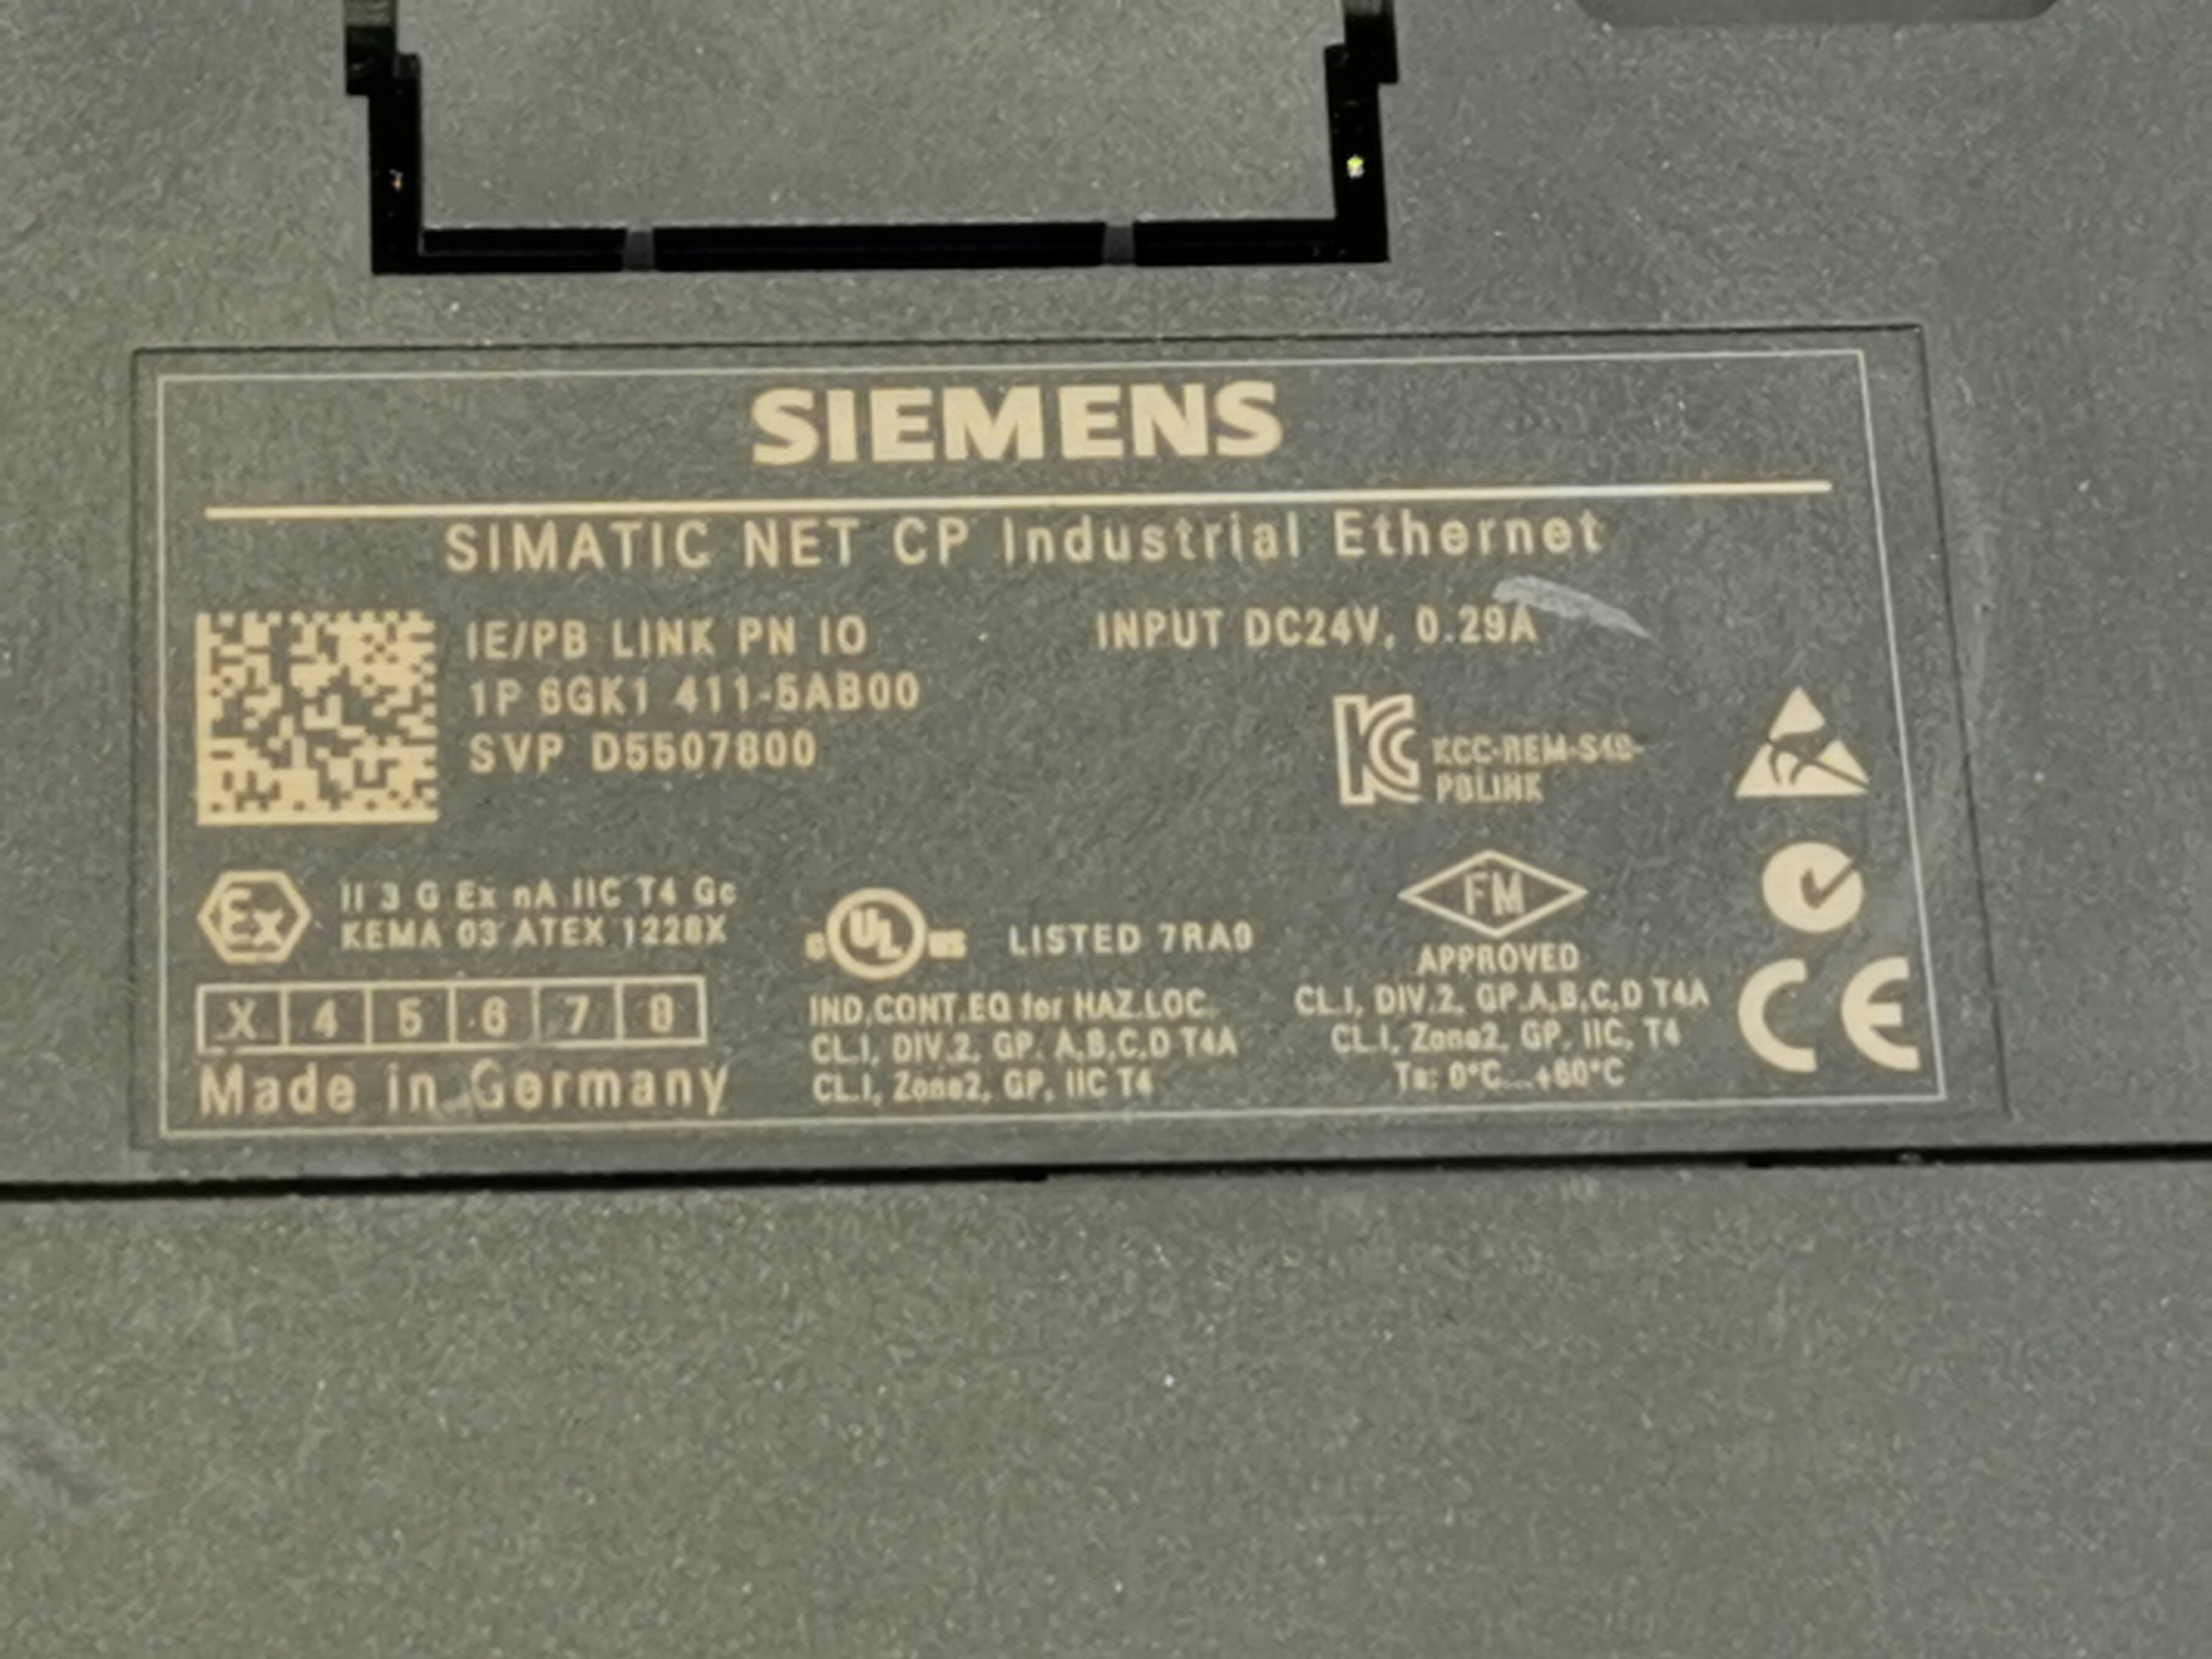 SIEMENS
SIMATIC NET CP Industrial Ethernet
IE/PB LINK PN IO
1P 6GK1 411-5AB00
SVP D5507800
INPUT DC24V, 0.29A
KCC-REM-S49-
PBLINK
Ex
II 3 G Ex nA IIC T4 Gc
KEMA 03 ATEX 1228X
X 4 5 6 7 8
Made in Germany
C UL US LISTED 7RA9
IND.CONT.EQ for HAZ.LOC.
CL.I, DIV.2, GP. A,B,C,D T4A
CL.I, Zone2, GP, IIC T4
FM
APPROVED
CL.I, DIV.2, GP.A,B,C,D T4A
CL.I, Zone2, GP, IIC, T4
Ta: 0°C...+60°C
CE